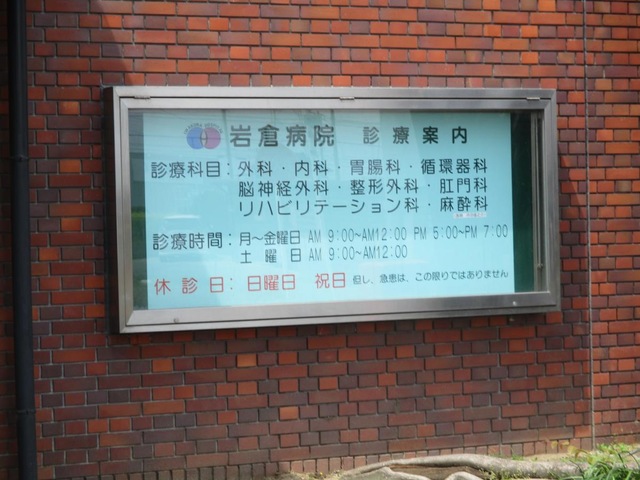 岩倉病院 診療案内
診療科目：外科・内科・胃腸科・循環器科
脳神経外科・整形外科・肛門科
リハビリテーション科・麻酔科
診療時間：月～金曜日 AM 9:00~AM12:00 PM 5:00~PM 7:00
土 曜 日 AM 9:00~AM12:00
休 診 日：日曜日 祝日 但し、急患は、この限りではありません